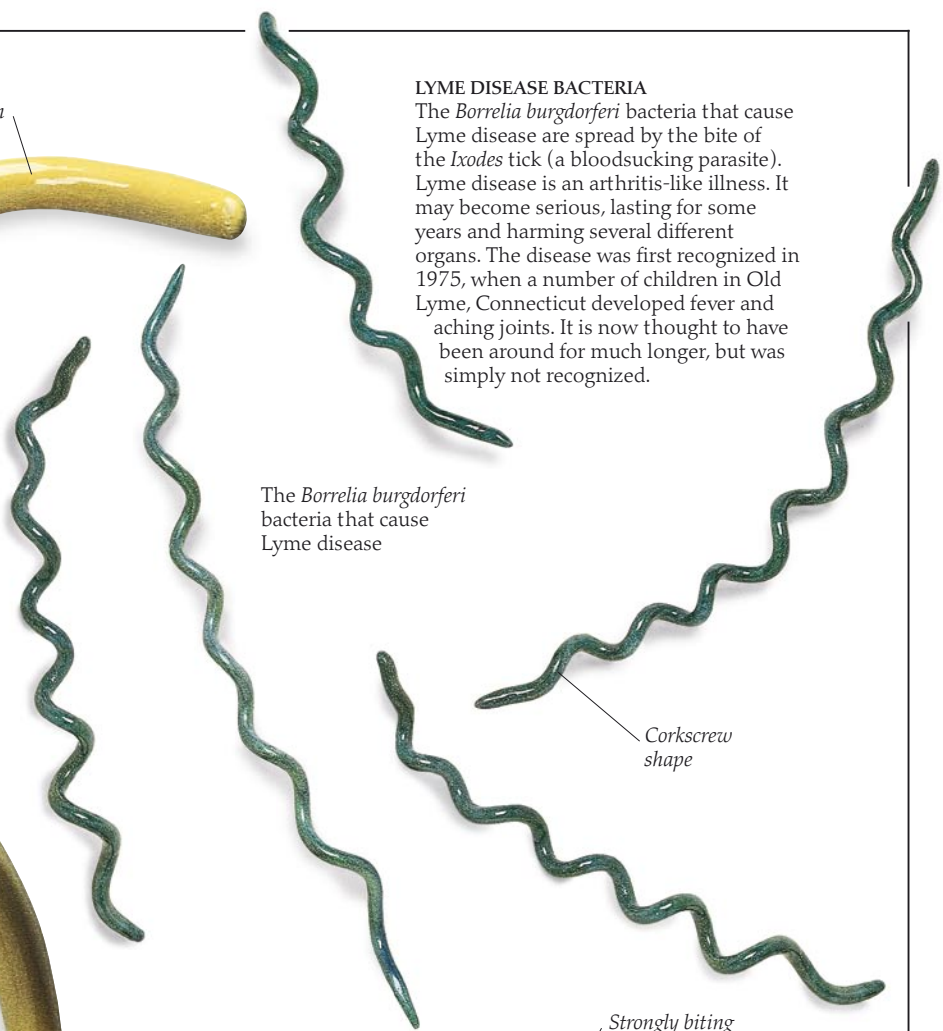 LYME DISEASE BACTERIA
The Borrelia burgdorferi bacteria that cause
Lyme disease are spread by the bite of
the Ixodes tick (a bloodsucking parasite).
Lyme disease is an arthritis-like illness. It
may become serious, lasting for some
years and harming several different
organs. The disease was first recognized in
1975, when a number of children in Old
Lyme, Connecticut developed fever and
aching joints. It is now thought to have
been around for much longer, but was
simply not recognized.
The Borrelia burgdorferi
bacteria that cause
Lyme disease
Corkscrew
shape
Strongly biting